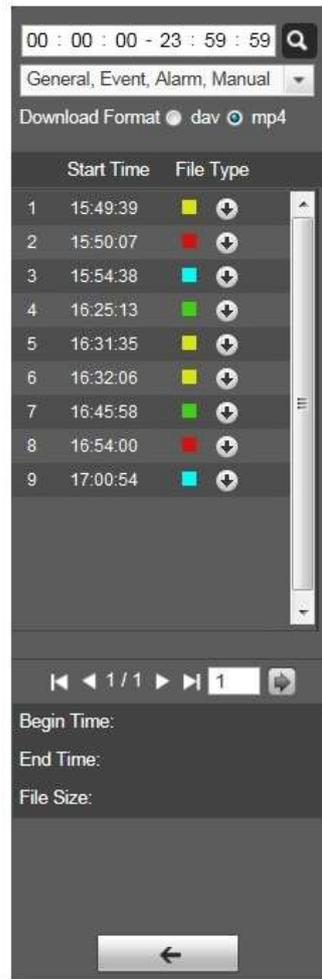 00 : 00 : 00 - 23 : 59 : 59
General, Event, Alarm, Manual
Download Format dav mp4
Start Time File Type
1 15:49:39
2 15:50:07
3 15:54:38
4 16:25:13
5 16:31:35
6 16:32:06
7 16:45:58
8 16:54:00
9 17:00:54
1 / 1 1
Begin Time:
End Time:
File Size: